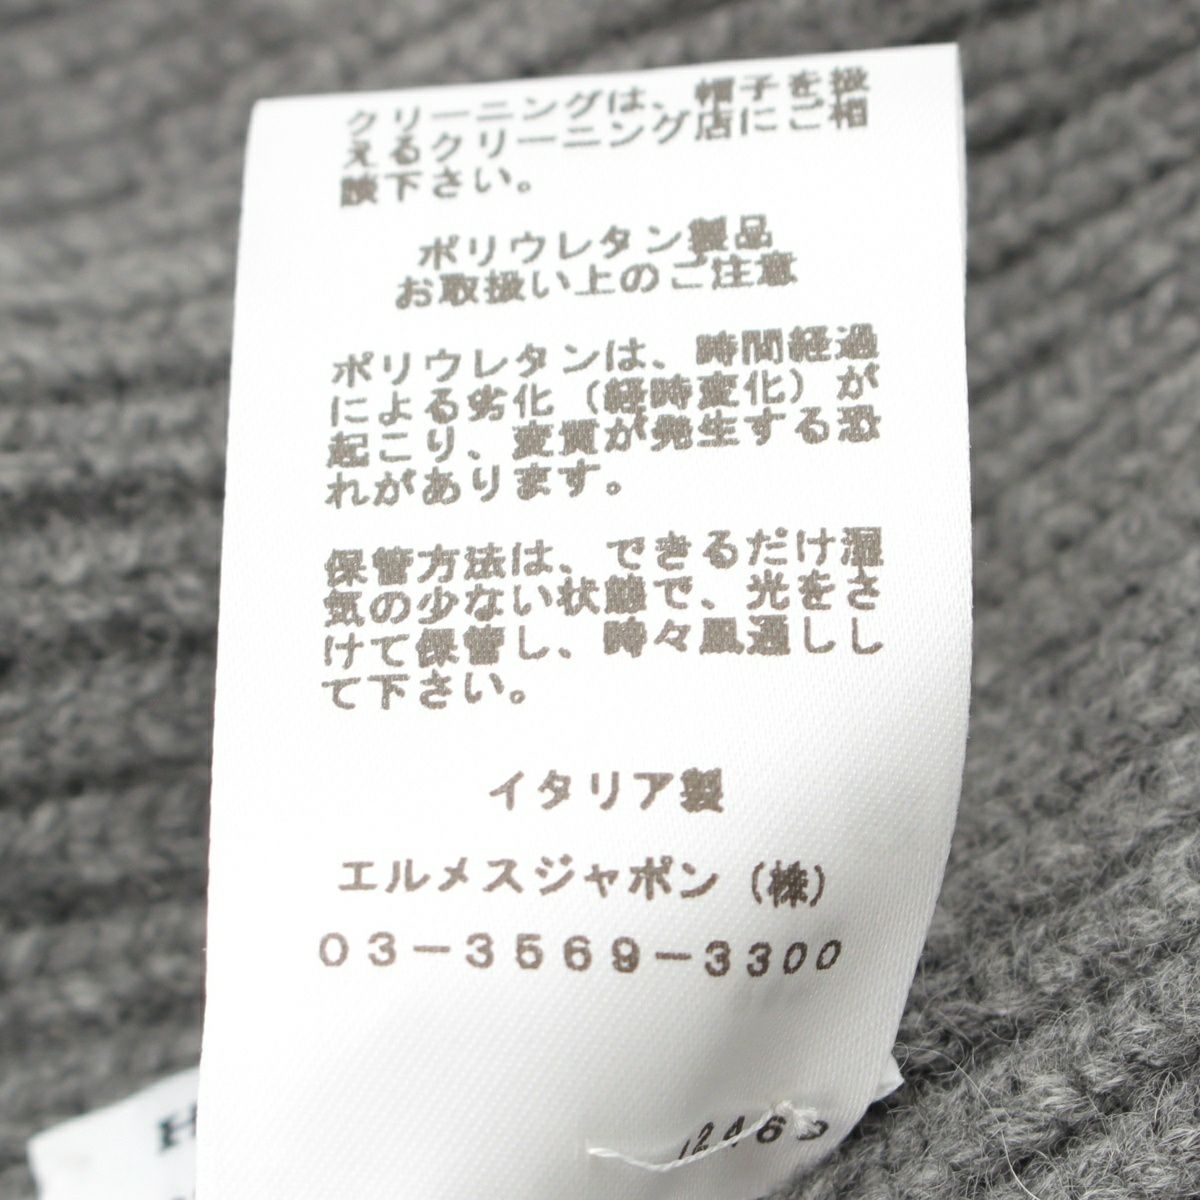 クリーニングは、帽子を扱
えるクリーニング店にご相
談下さい。
ポリウレタン製品
お取扱い上のご注意
ポリウレタンは、時間経過
による劣化（経時変化）が
起こり、変質が発生する恐
れがあります。
保管方法は、できるだけ湿
気の少ない状態で、光をさ
けて保管し、時々風通しし
て下さい。
イタリア製
エルメスジャポン（株）
03-3569-3300